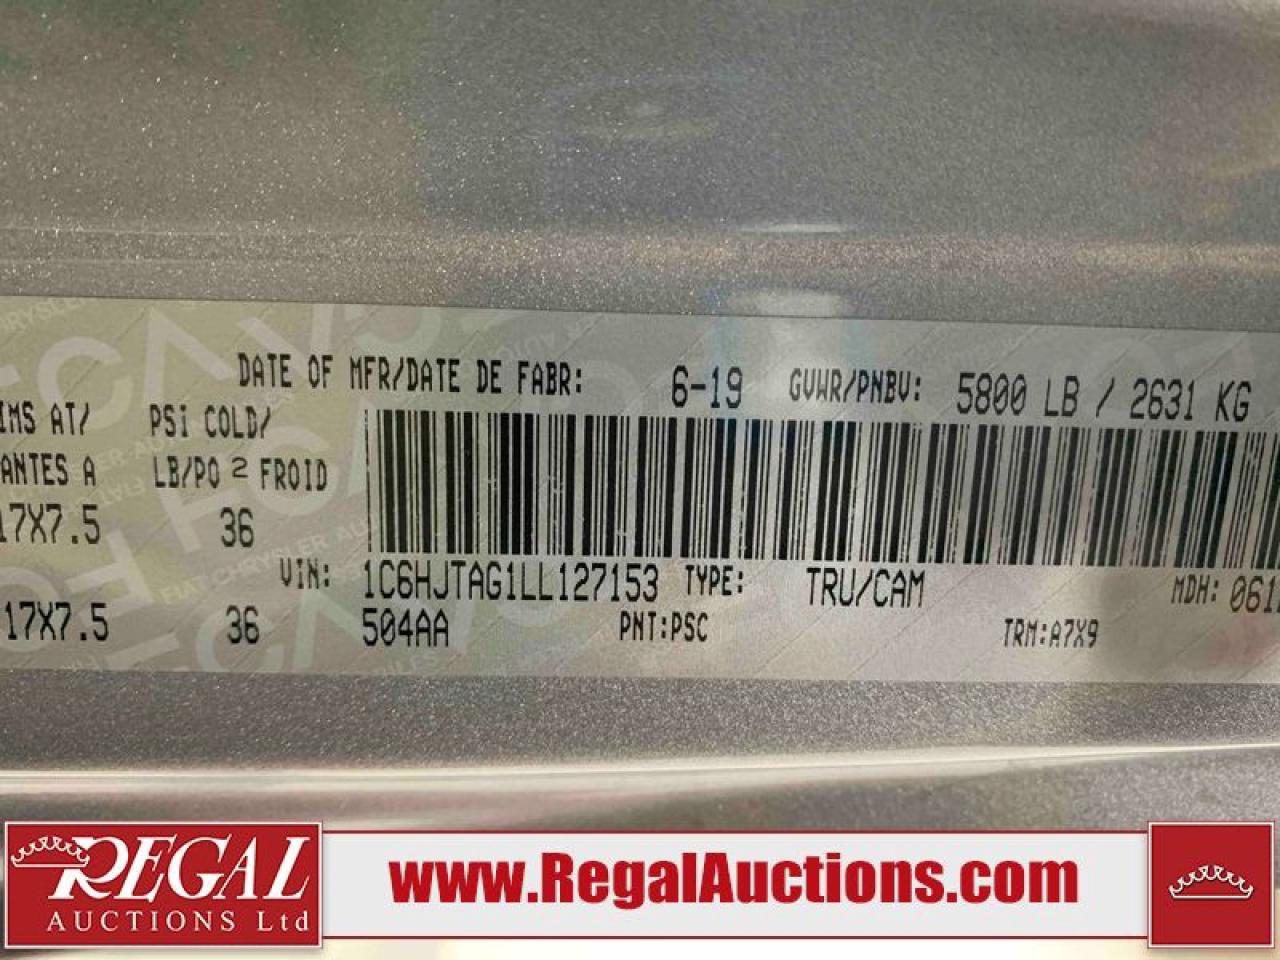 DATE OF MFR/DATE DE FABR: 6-19 GVWR/PNBV: 5800 LB / 2631 KG
AT/ PSI COLD/
A LB/PO 2 FROID
17X7.5 36
VIN: 1C6HJTAG1LL127153 TYPE: TRU/CAM MDH: 061
17X7.5 36 504AA PNT:PSC TRM:A7X9
REGAL
AUCTIONS Ltd
www.RegalAuctions.com